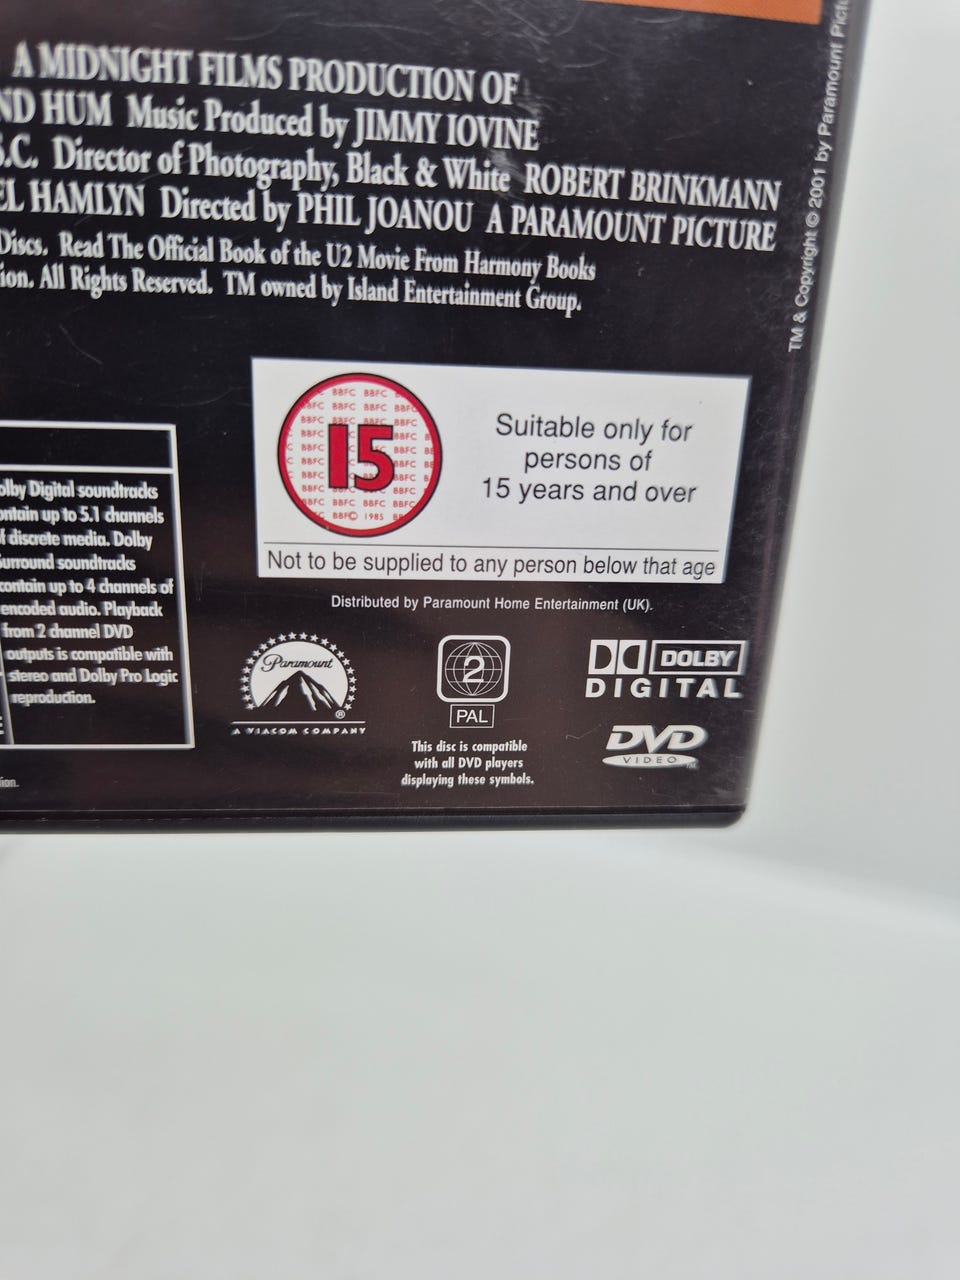 A MIDNIGHT FILMS PRODUCTION OF
ND HUM Music Produced by JIMMY IOVINE
S.C. Director of Photography, Black & White ROBERT BRINKMANN
EL HAMLYN Directed by PHIL JOANOU A PARAMOUNT PICTURE
Discs. Read The Official Book of the U2 Movie From Harmony Books
ion. All Rights Reserved. TM owned by Island Entertainment Group.
TM & Copyright © 2001 by Paramount Pictu
15
BBFC © 1985
Suitable only for
persons of
15 years and over
Not to be supplied to any person below that age
Distributed by Paramount Home Entertainment (UK).
olby Digital soundtracks
ontain up to 5.1 channels
f discrete media. Dolby
Surround soundtracks
contain up to 4 channels of
encoded audio. Playback
from 2 channel DVD
outputs is compatible with
stereo and Dolby Pro Logic
reproduction.
ion.
Paramount
®
A VIACOM COMPANY
2
PAL
This disc is compatible
with all DVD players
displaying these symbols.
DOLBY
DIGITAL
DVD
VIDEO